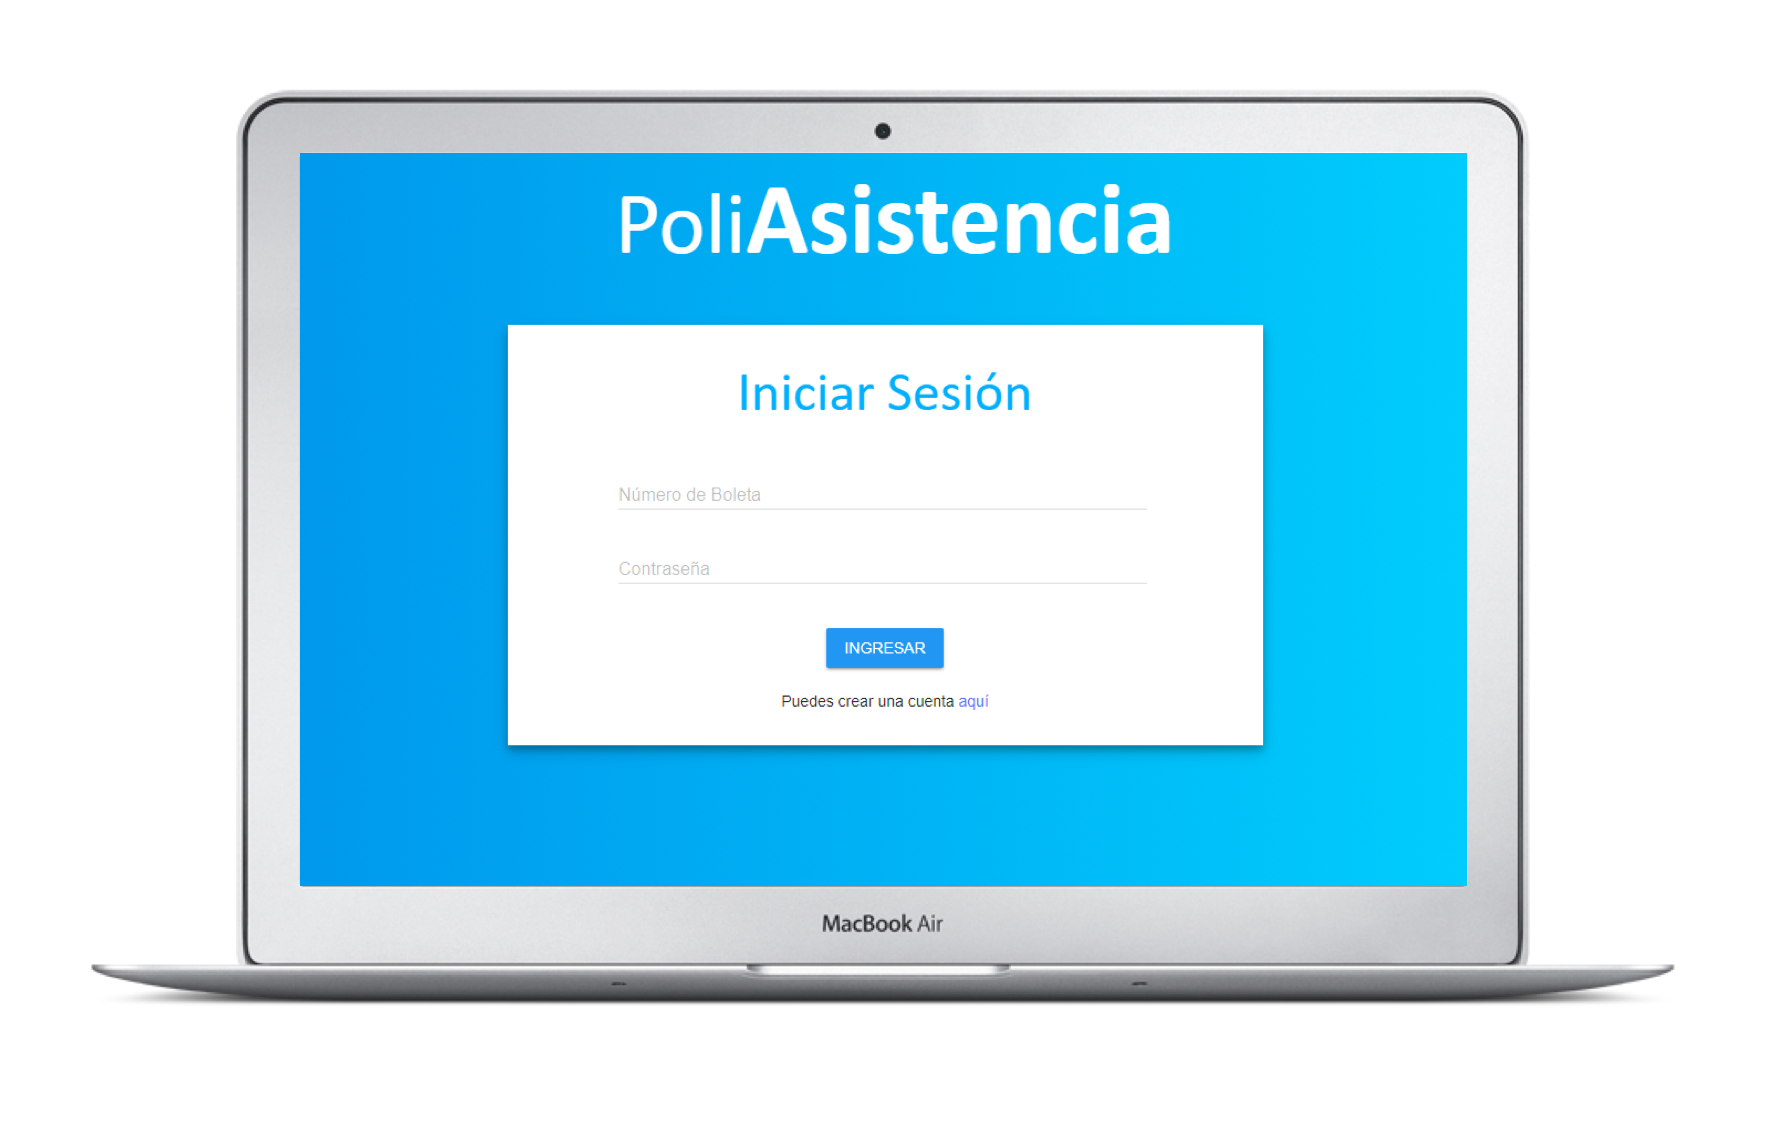 PoliAsistencia
Iniciar Sesión
Número de Boleta
Contraseña
INGRESAR
Puedes crear una cuenta aquí
MacBook Air